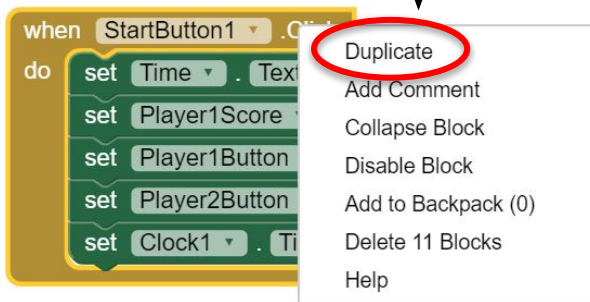 when StartButton1 .Click
do set Time . Text
set Player1Score
set Player1Button
set Player2Button
set Clock1 . Ti
Duplicate
Add Comment
Collapse Block
Disable Block
Add to Backpack (0)
Delete 11 Blocks
Help